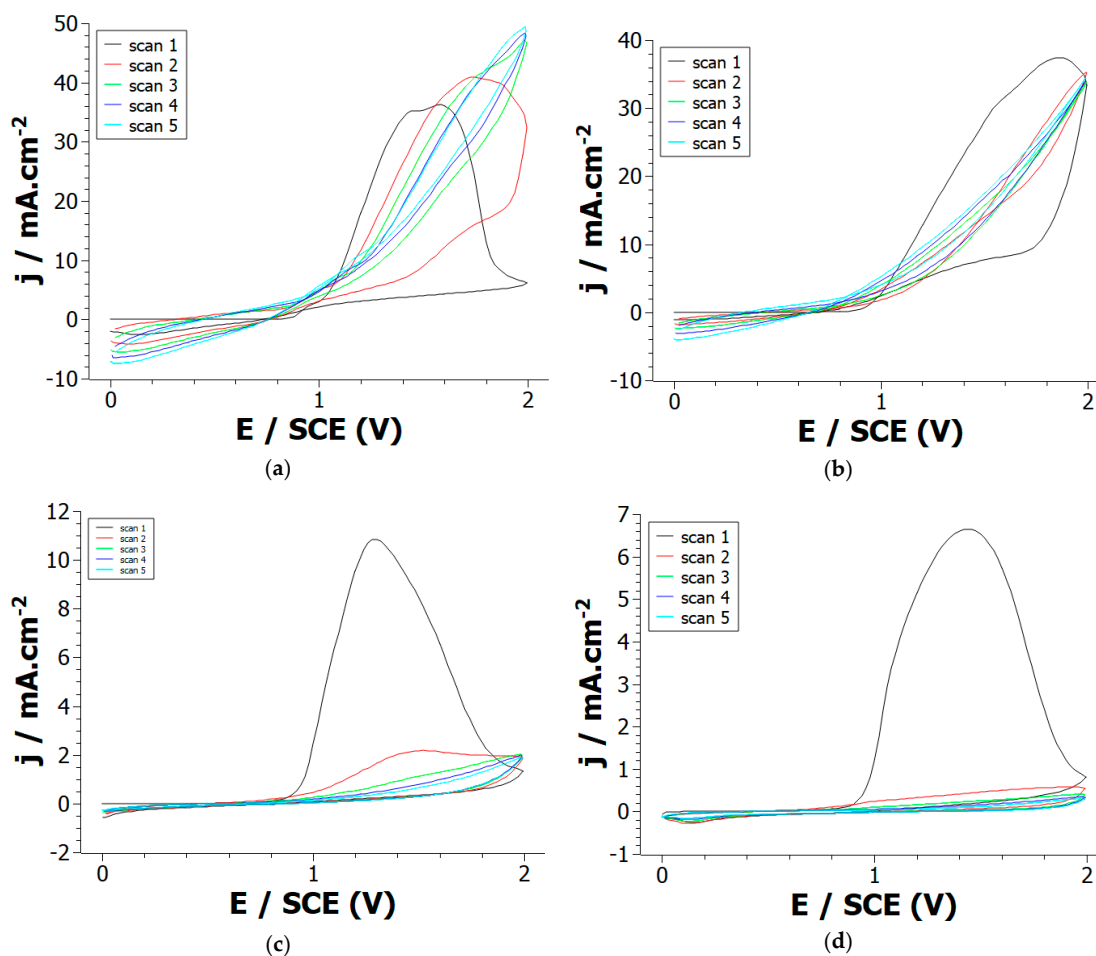 50
40
30
20
10
0
-10
j / mA.cm-2
scan 1
scan 2
scan 3
scan 4
scan 5
0 1 2
E / SCE (V)
(a)
40
30
20
10
0
-10
j / mA.cm-2
scan 1
scan 2
scan 3
scan 4
scan 5
0 1 2
E / SCE (V)
(b)
12
10
8
6
4
2
0
-2
j / mA.cm-2
scan 1
scan 2
scan 3
scan 4
scan 5
0 1 2
E / SCE (V)
(c)
7
6
5
4
3
2
1
0
-1
j / mA.cm-2
scan 1
scan 2
scan 3
scan 4
scan 5
0 1 2
E / SCE (V)
(d)